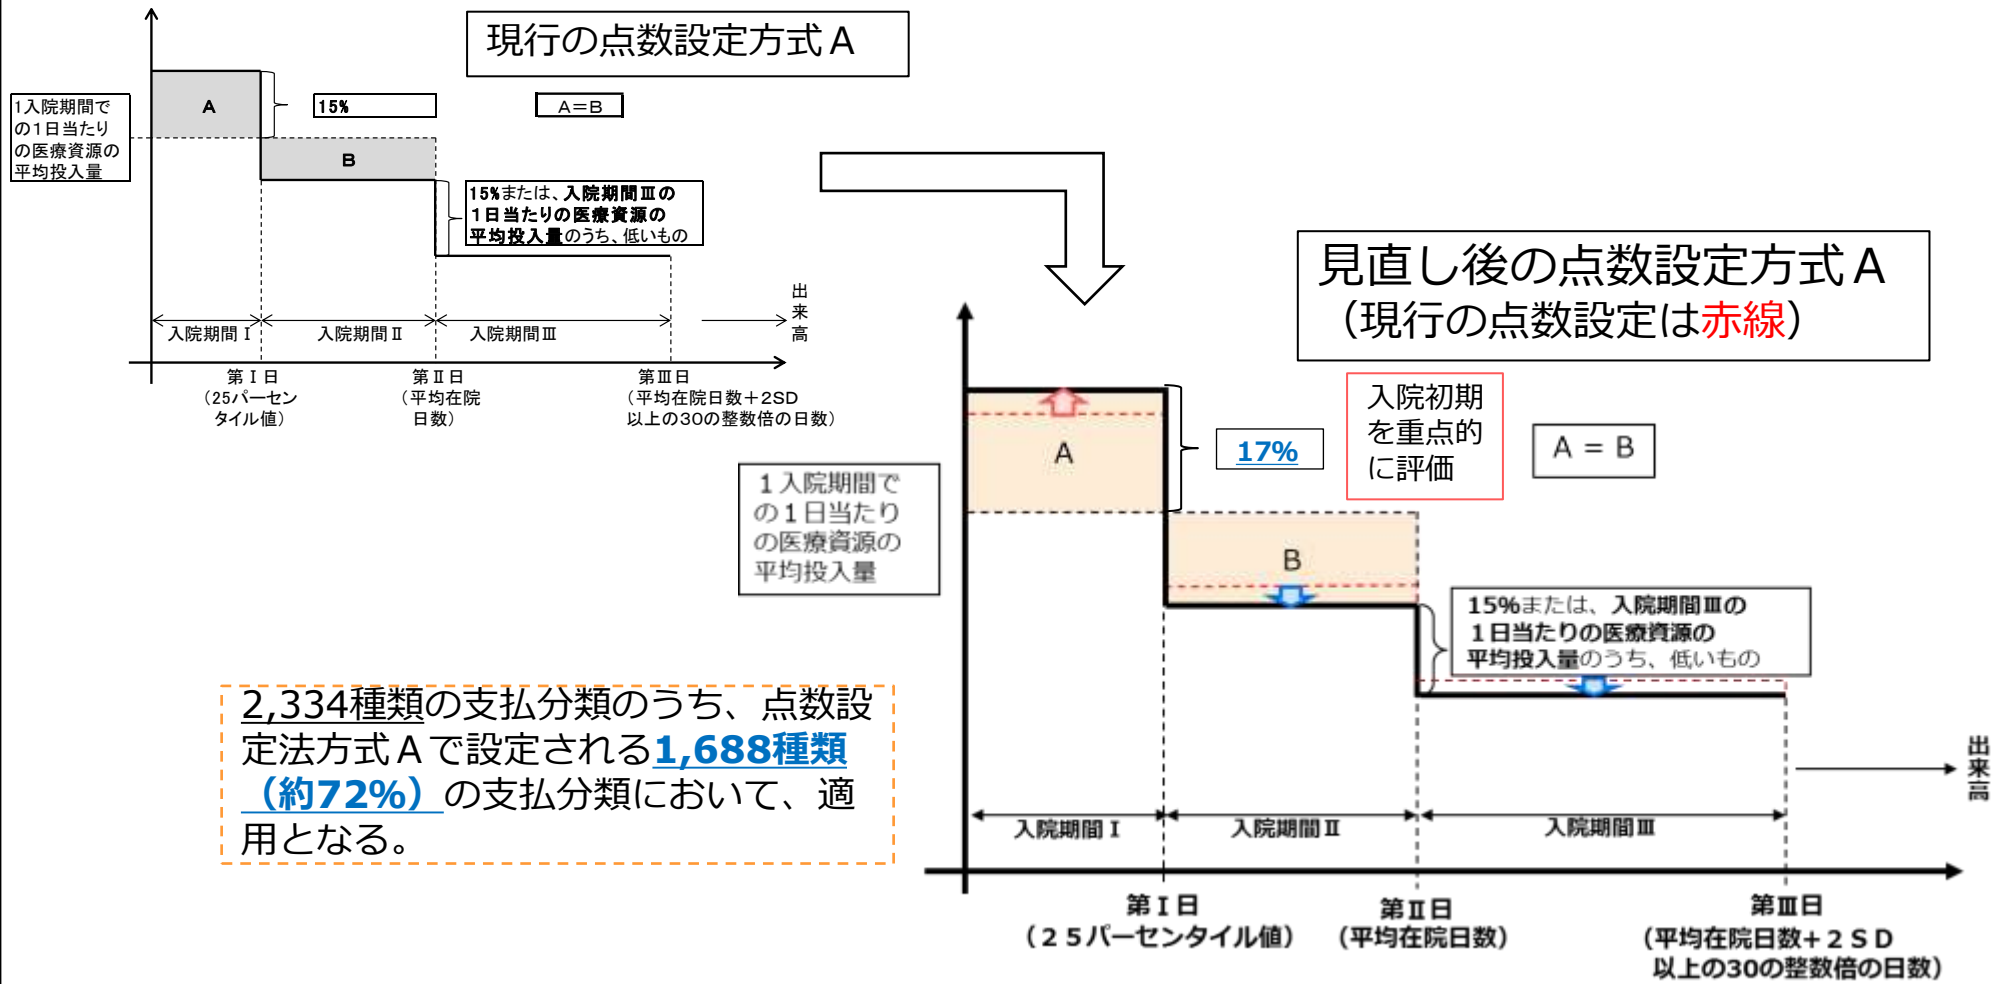 現行の点数設定方式A
1入院期間で
の1日当たり
の医療資源の
平均投入量
A
15%
A=B
B
15%または、入院期間Ⅲの
1日当たりの医療資源の
平均投入量のうち、低いもの
出来高
入院期間Ⅰ
入院期間Ⅱ
入院期間Ⅲ
第Ⅰ日
(25パーセン
タイル値)
第Ⅱ日
(平均在院
日数)
第Ⅲ日
(平均在院日数+2SD
以上の30の整数倍の日数)
見直し後の点数設定方式A
(現行の点数設定は赤線)
1入院期間で
の1日当たり
の医療資源の
平均投入量
A
17%
入院初期
を重点的
に評価
A = B
B
15%または、入院期間Ⅲの
1日当たりの医療資源の
平均投入量のうち、低いもの
出来高
入院期間Ⅰ
入院期間Ⅱ
入院期間Ⅲ
第Ⅰ日
(25パーセンタイル値)
第Ⅱ日
(平均在院日数)
第Ⅲ日
(平均在院日数+2SD
以上の30の整数倍の日数)
2,334種類の支払分類のうち、点数設
定法方式Aで設定される1,688種類
(約72%)の支払分類において、適
用となる。